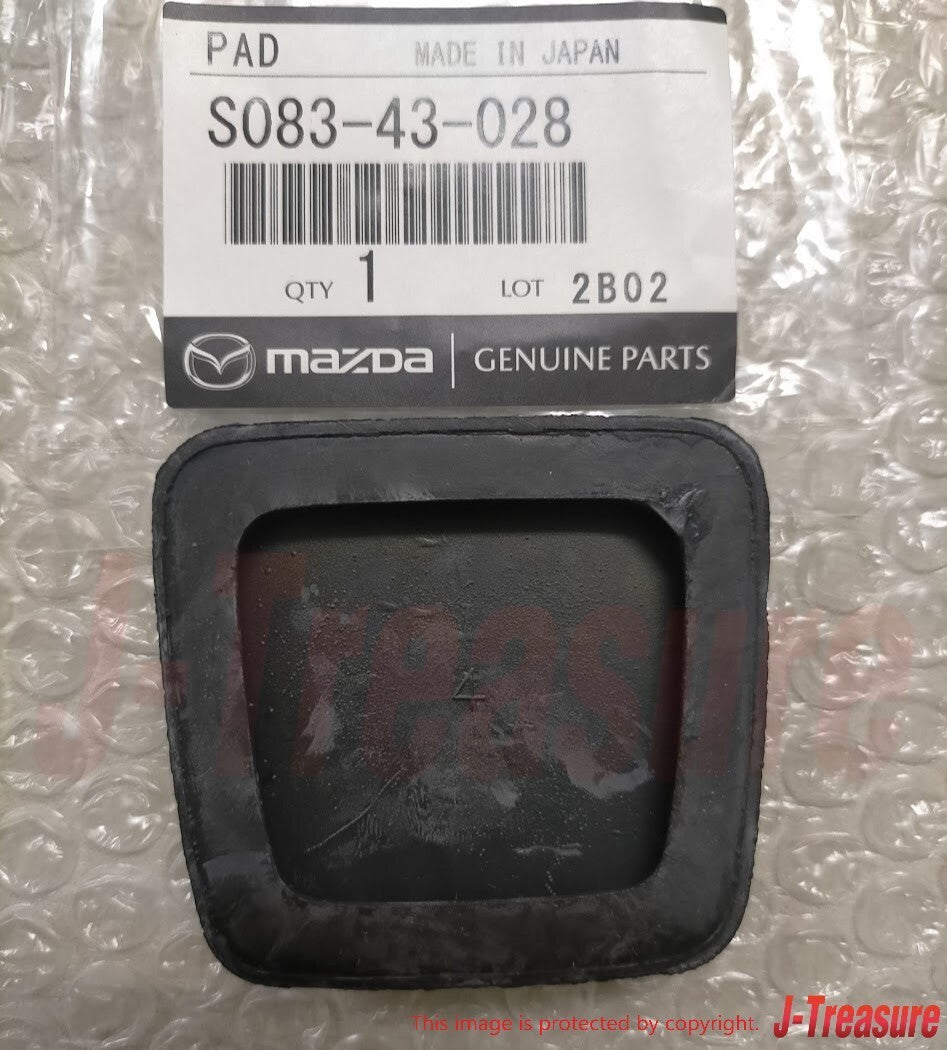 PAD MADE IN JAPAN
S083-43-028
QTY 1 LOT 2B02
mazda GENUINE PARTS
J-Treasure
This image is protected by copyright. J-Treasure